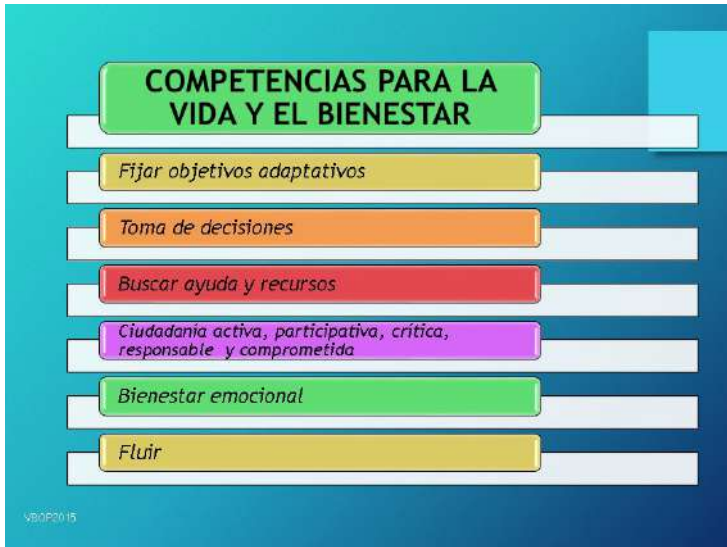 COMPETENCIAS PARA LA
VIDA Y EL BIENESTAR
Fijar objetivos adaptativos
Toma de decisiones
Buscar ayuda y recursos
Ciudadanía activa, participativa, crítica,
responsable y comprometida
Bienestar emocional
Fluir
VBOP2015